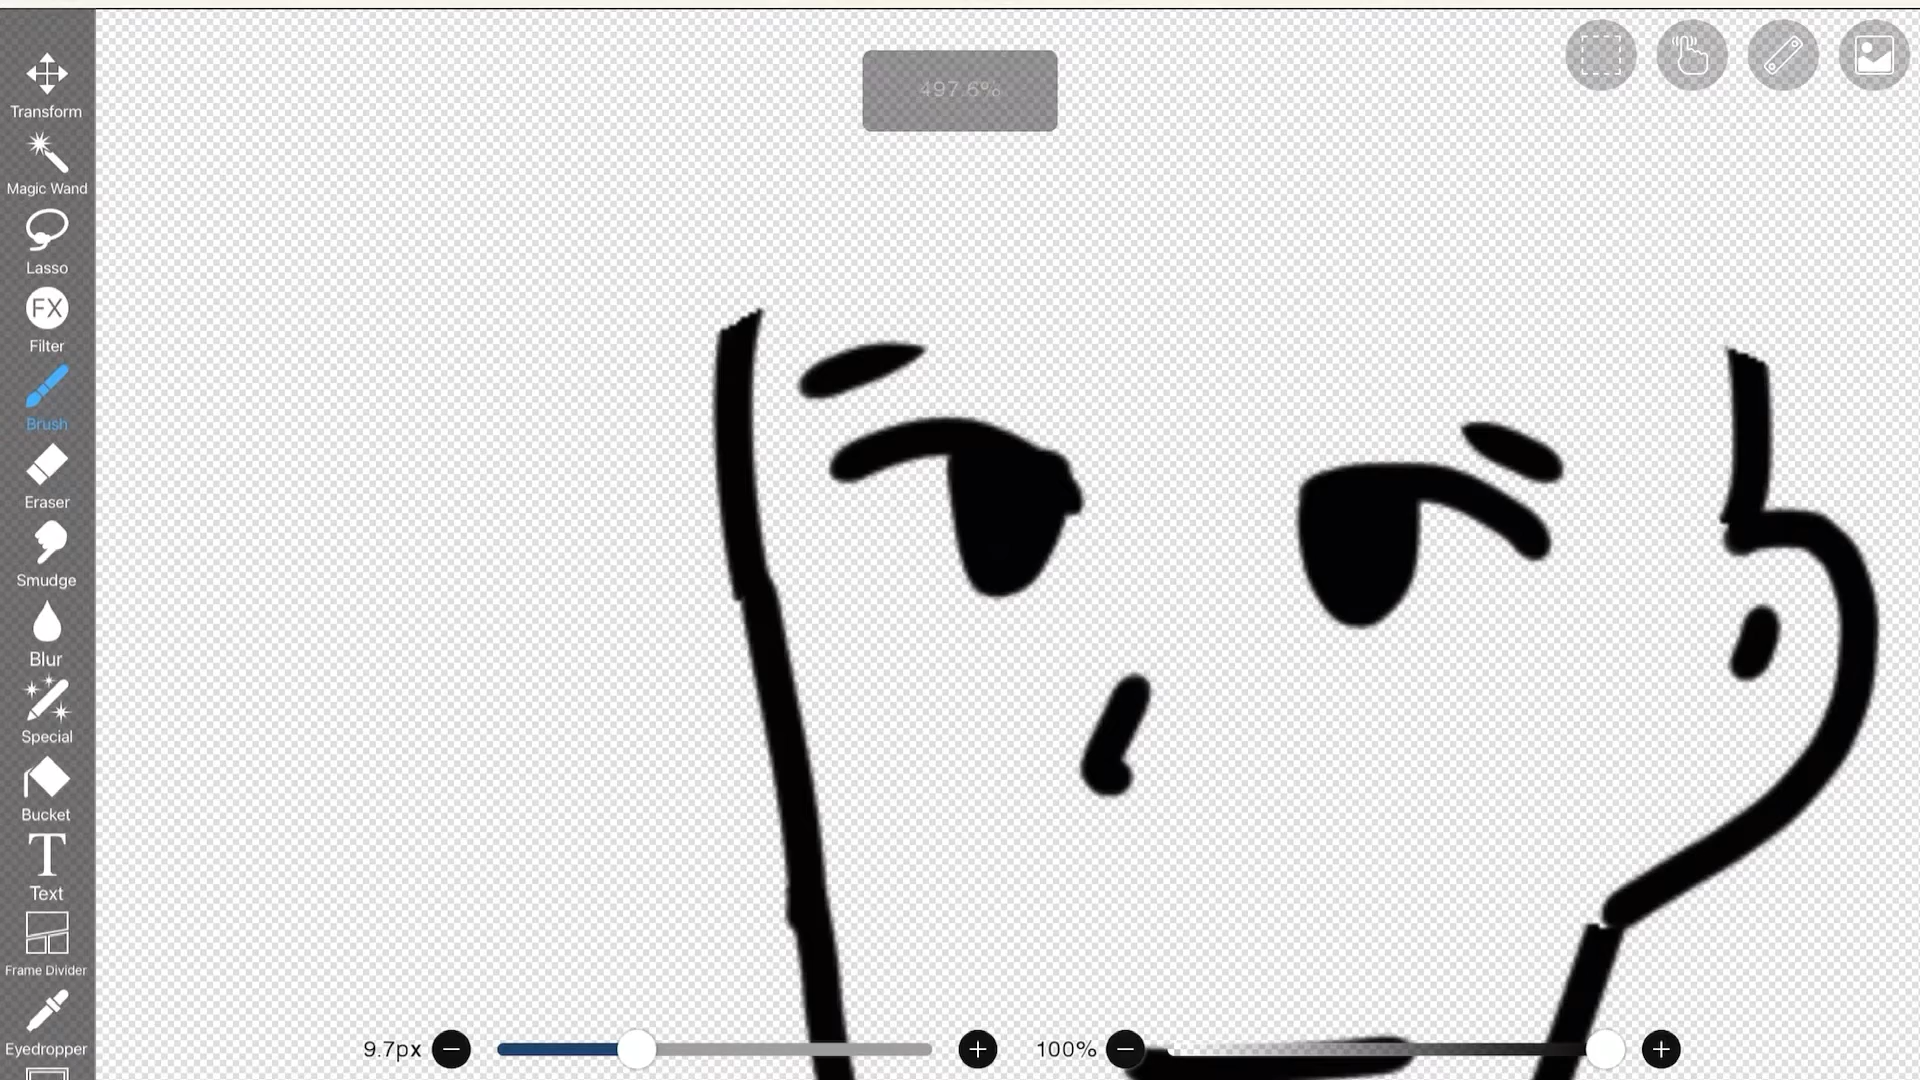 497.6%
Transform
Magic Wand
Lasso
FX
Filter
Brush
Eraser
Smudge
Blur
Special
Bucket
T
Text
Frame Divider
Eyedropper
9.7px
100%